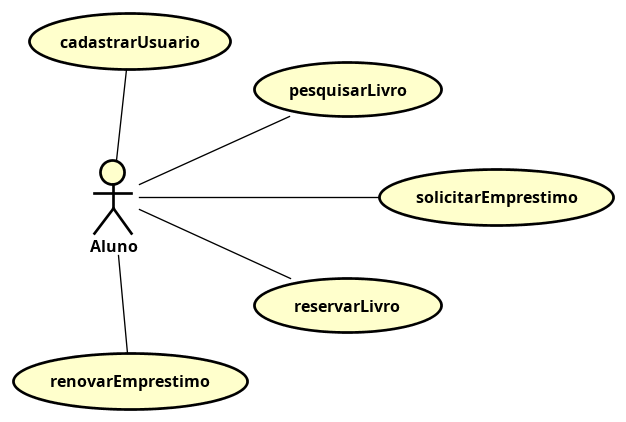 cadastrarUsuario
pesquisarLivro
solicitarEmprestimo
Aluno
reservarLivro
renovarEmprestimo